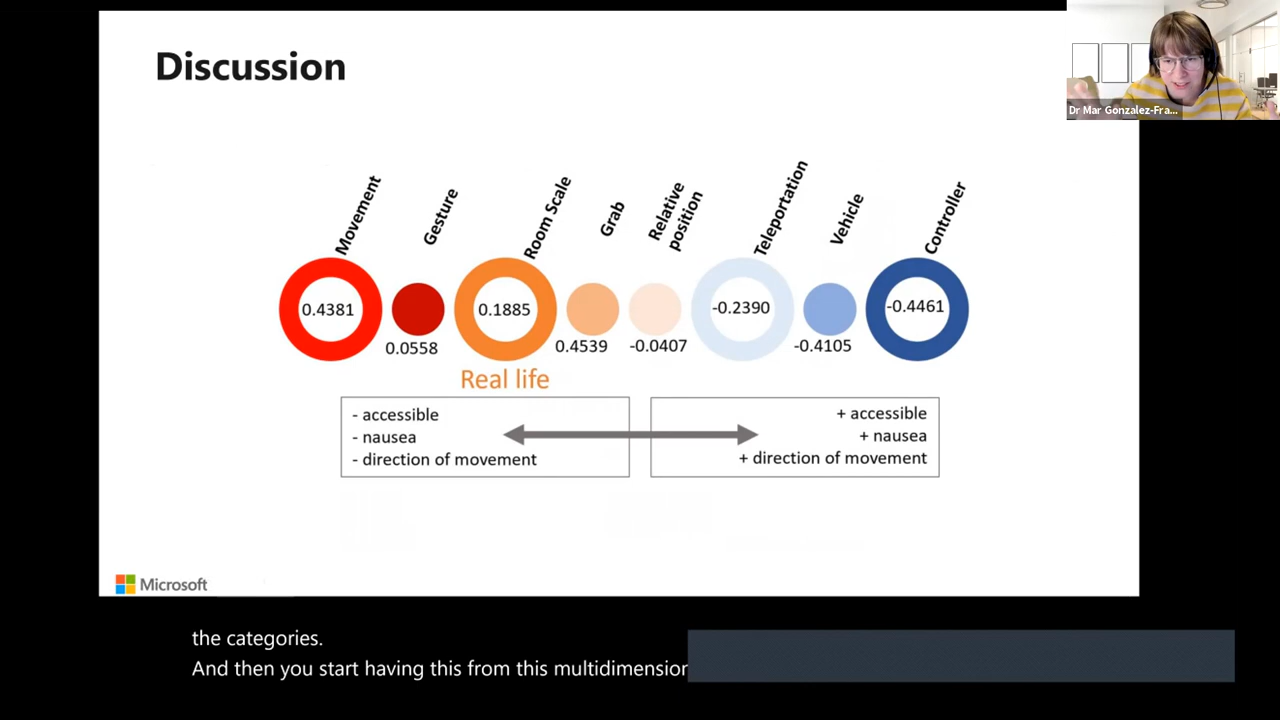 Discussion
Dr Mar Gonzalez-Fra...
Movement
Gesture
Room Scale
Grab
Relative
position
Teleportation
Vehicle
Controller
0.4381
0.0558
0.1885
0.4539
-0.0407
-0.2390
-0.4105
-0.4461
Real life
- accessible
- nausea
- direction of movement
+ accessible
+ nausea
+ direction of movement
Microsoft
the categories.
And then you start having this from this multidimension